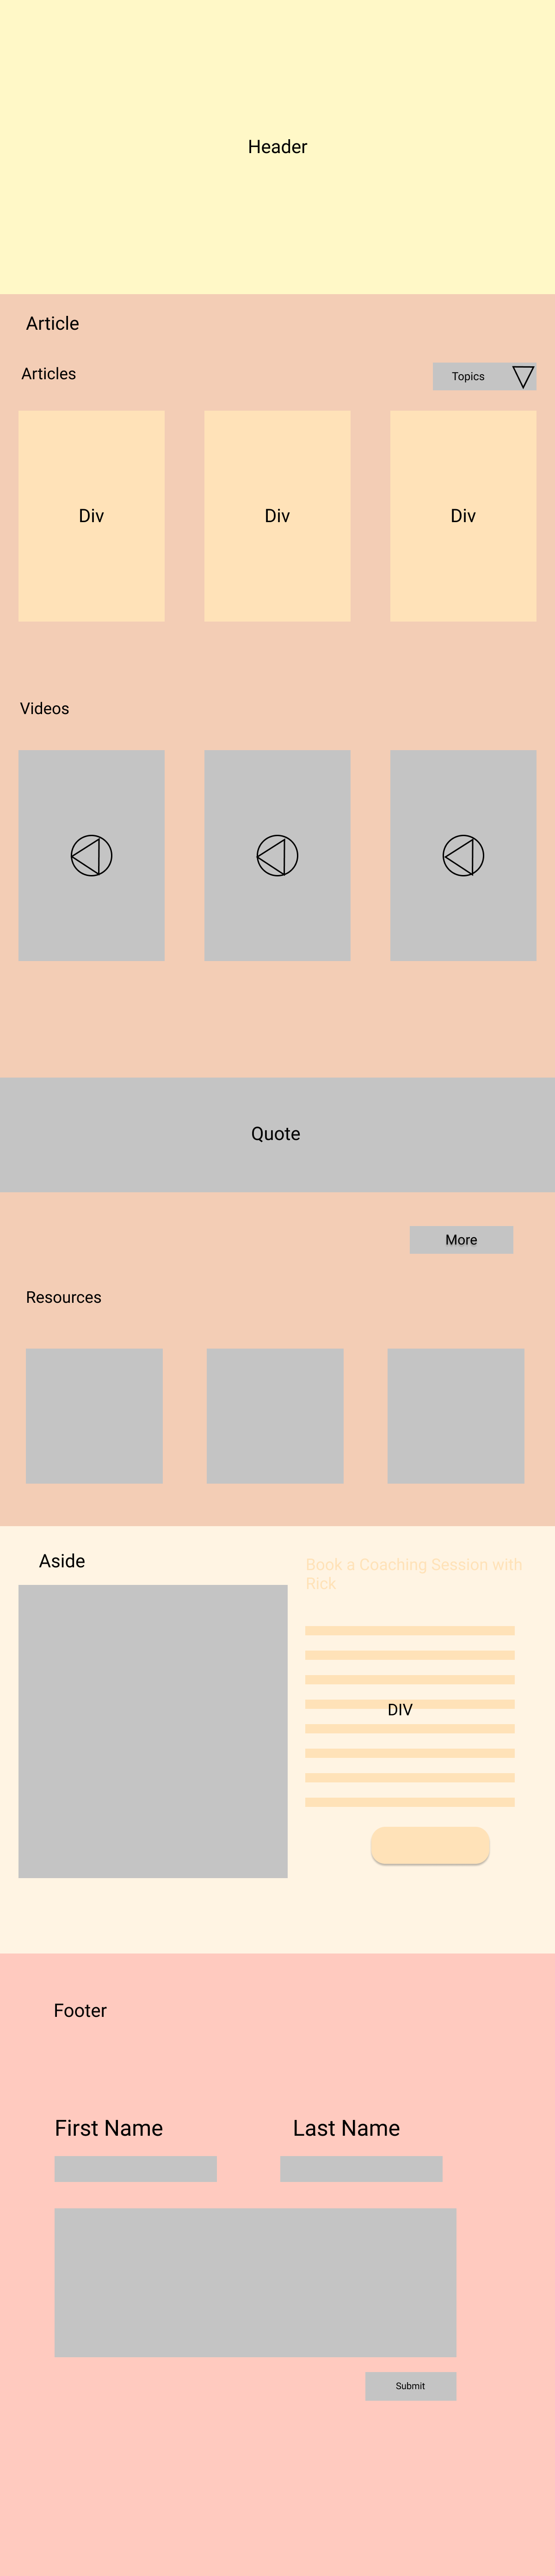 Header
Article
Articles
Topics
Div
Div
Div
Videos
Quote
More
Resources
Aside
Book a Coaching Session with
Rick
DIV
Footer
First Name
Last Name
Submit